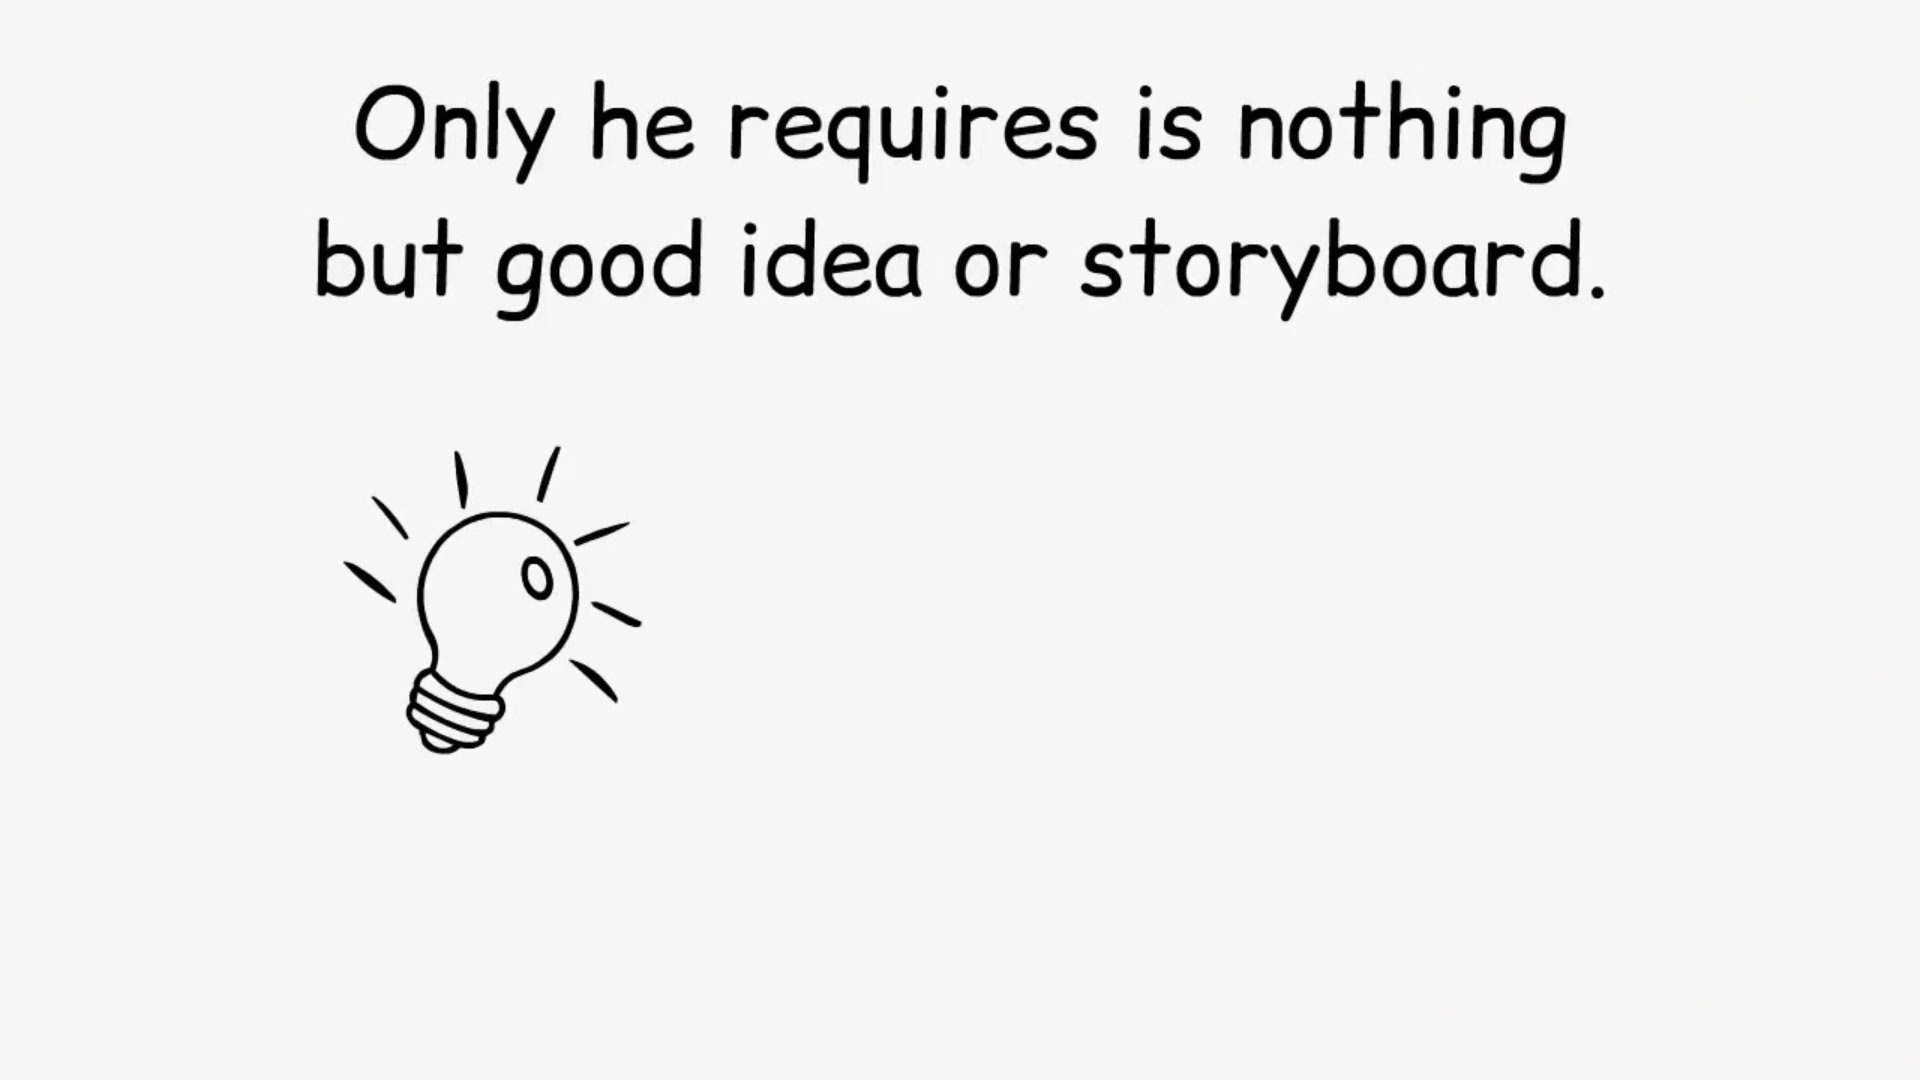 Only he requires is nothing
but good idea or storyboard.